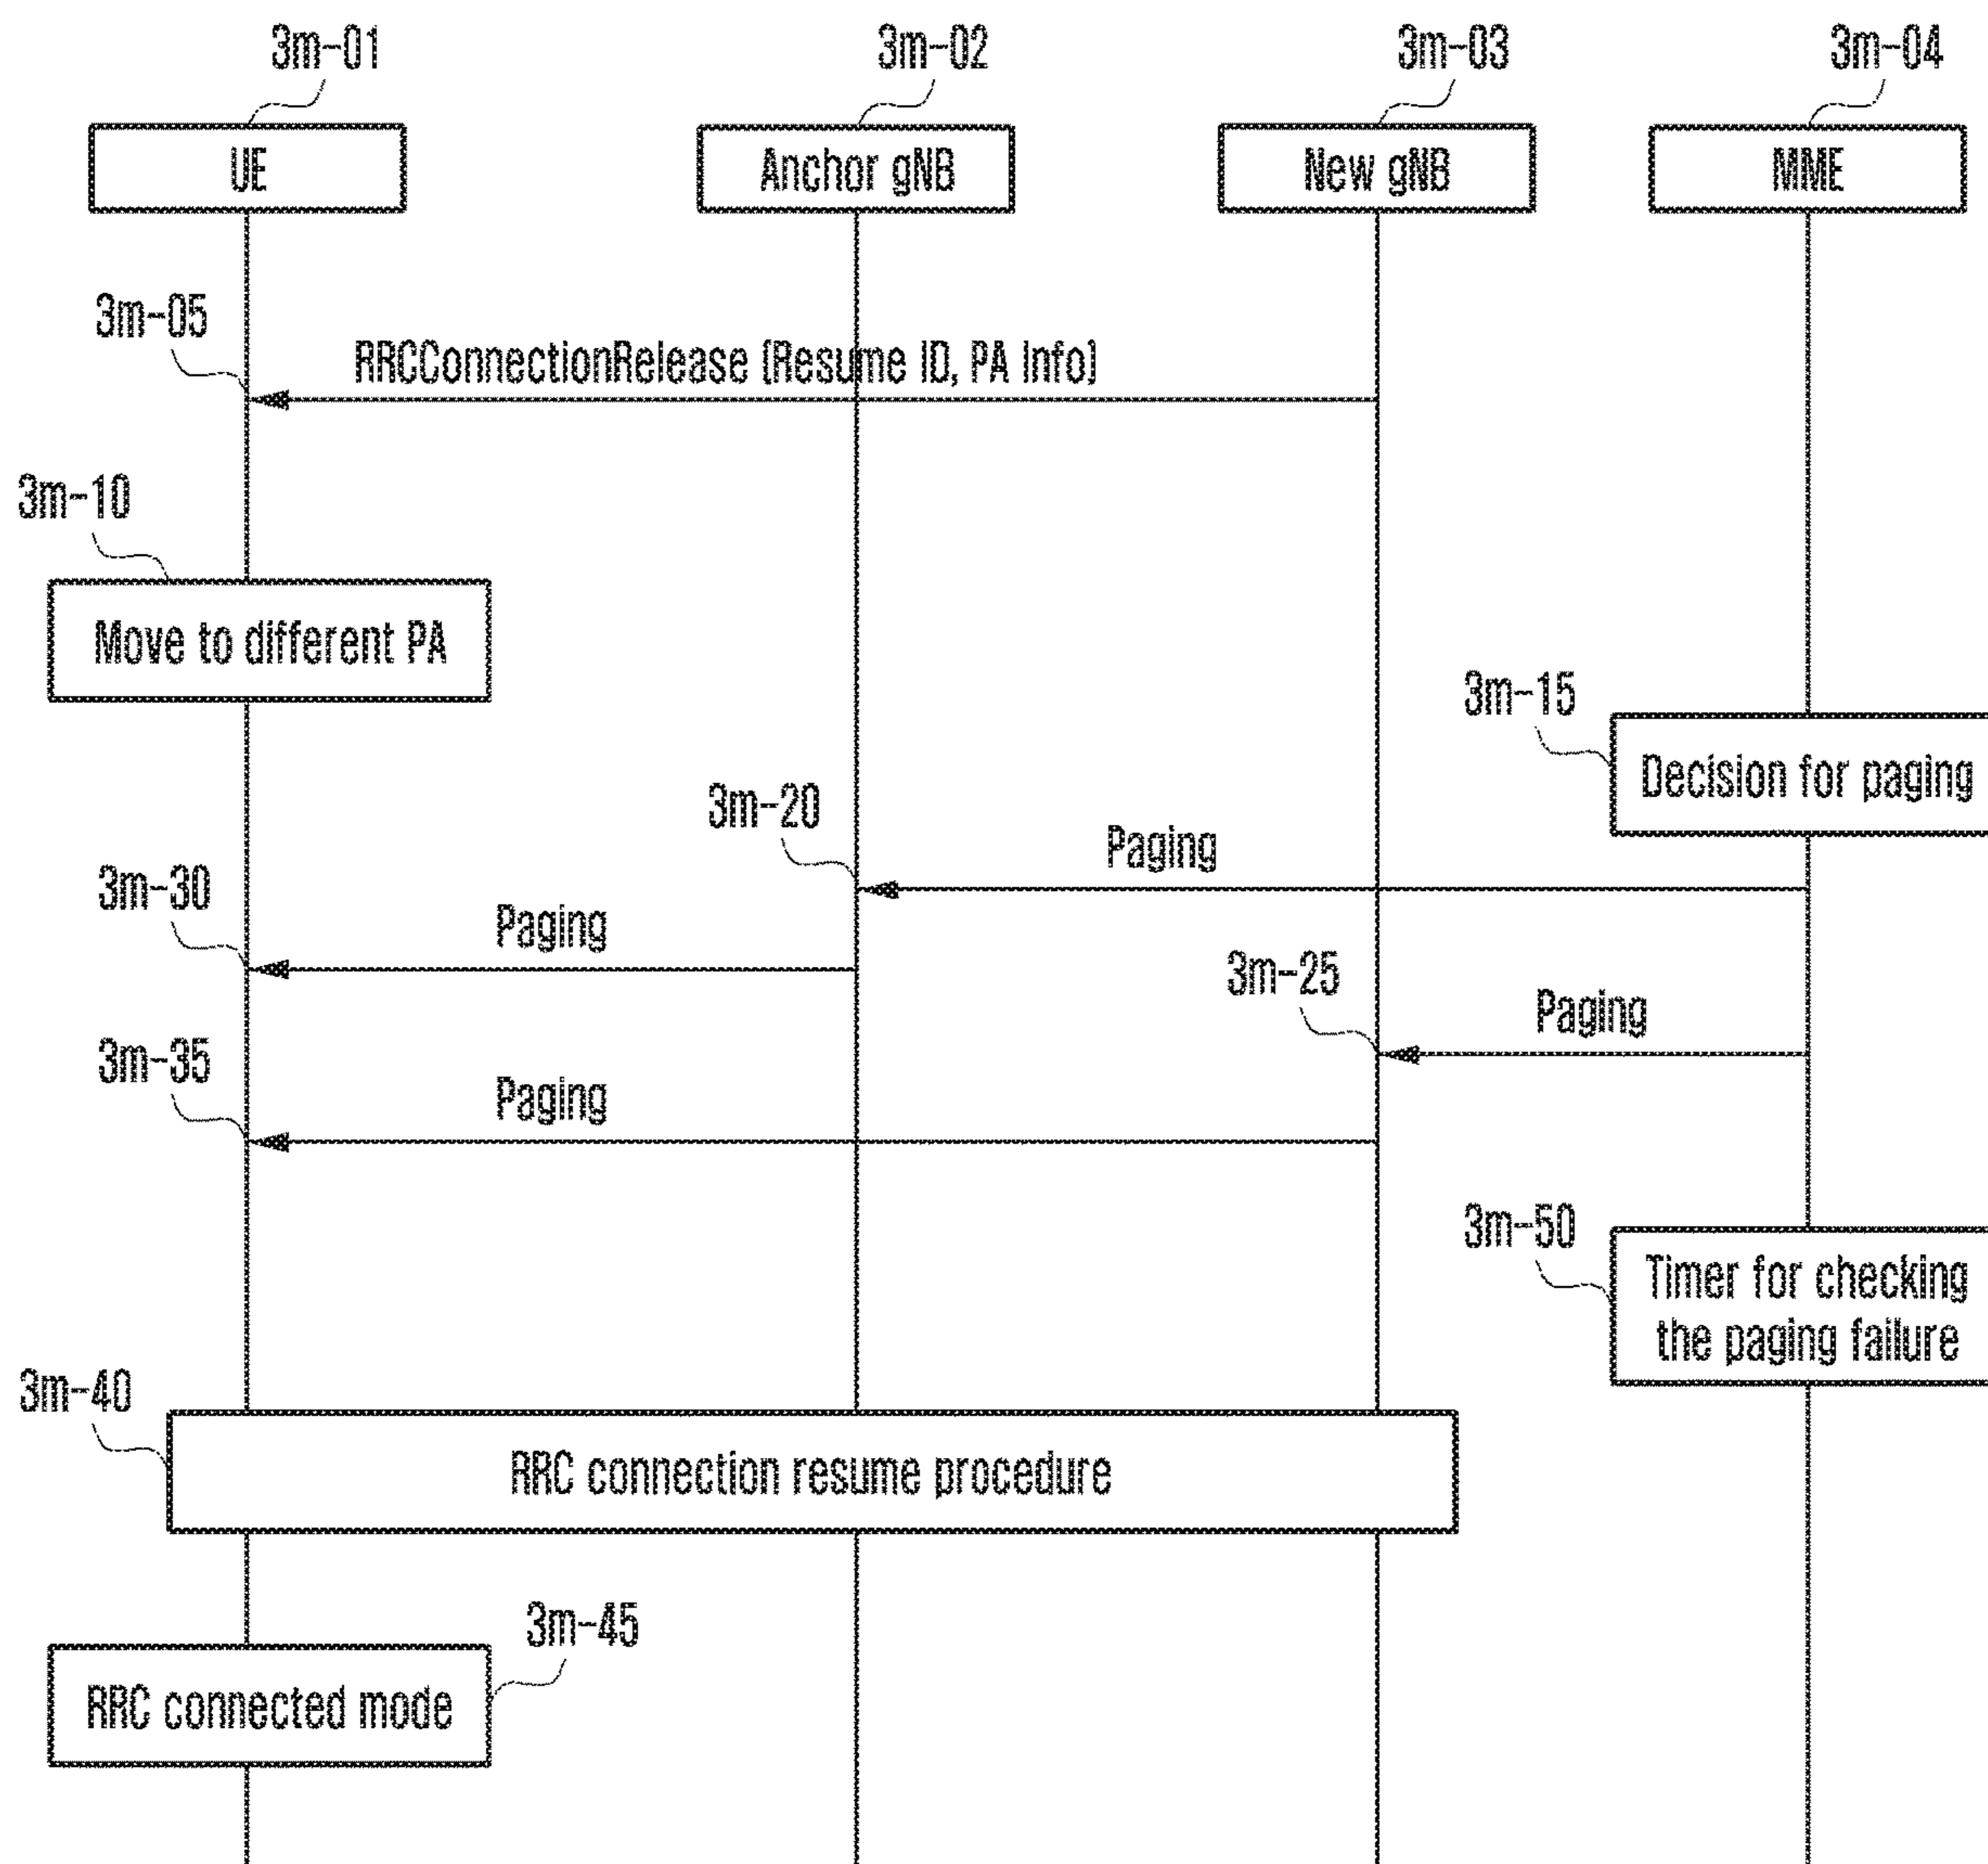 3m-01
3m-02
3m-03
3m-04
UE
Anchor gNB
New gNB
MME
3m-05
RRCConnectionRelease (Resume ID, PA Info)
3m-10
Move to different PA
3m-15
Decision for paging
3m-20
Paging
3m-30
Paging
3m-25
Paging
3m-35
Paging
3m-50
Timer for checking
the paging failure
3m-40
RRC connection resume procedure
3m-45
RRC connected mode